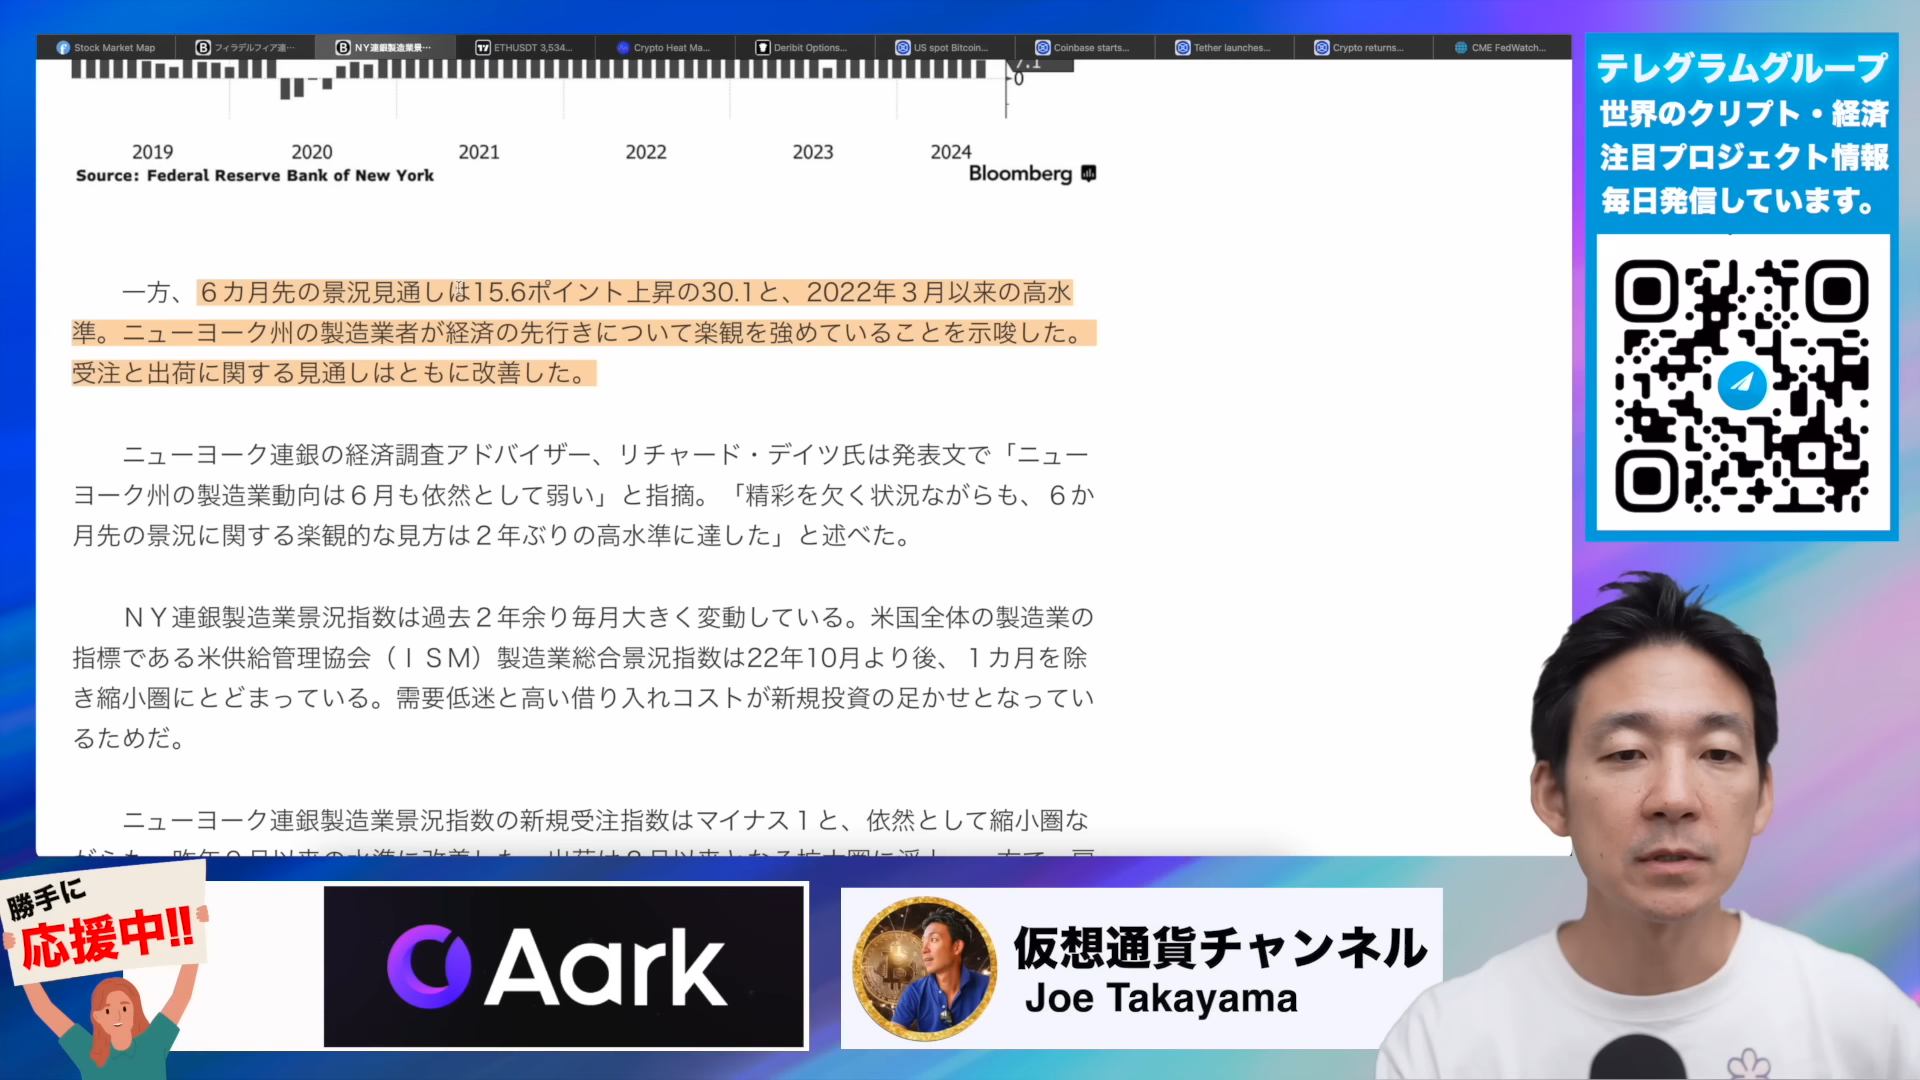 Stock Market Map
フィラデルフィア連…
NY連銀製造業景…
ETHUSDT 3,534...
Crypto Heat Ma...
Deribit Options...
US spot Bitcoin...
Coinbase starts...
Tether launches...
Crypto returns...
CME FedWatch...
7.1
0
2019
2020
2021
2022
2023
2024
Source: Federal Reserve Bank of New York
Bloomberg
一方、６カ月先の景況見通しは15.6ポイント上昇の30.1と、2022年３月以来の高水
準。ニューヨーク州の製造業者が経済の先行きについて楽観を強めていることを示唆した。
受注と出荷に関する見通しはともに改善した。
ニューヨーク連銀の経済調査アドバイザー、リチャード・デイツ氏は発表文で「ニュー
ヨーク州の製造業動向は６月も依然として弱い」と指摘。「精彩を欠く状況ながらも、６か
月先の景況に関する楽観的な見方は２年ぶりの高水準に達した」と述べた。
ＮＹ連銀製造業景況指数は過去２年余り毎月大きく変動している。米国全体の製造業の
指標である米供給管理協会（ＩＳＭ）製造業総合景況指数は22年10月より後、１カ月を除
き縮小圏にとどまっている。需要低迷と高い借り入れコストが新規投資の足かせとなってい
るためだ。
ニューヨーク連銀製造業景況指数の新規受注指数はマイナス１と、依然として縮小圏な
テレグラムグループ
世界のクリプト・経済
注目プロジェクト情報
毎日発信しています。
勝手に
応援中!!
Aark
仮想通貨チャンネル
Joe Takayama